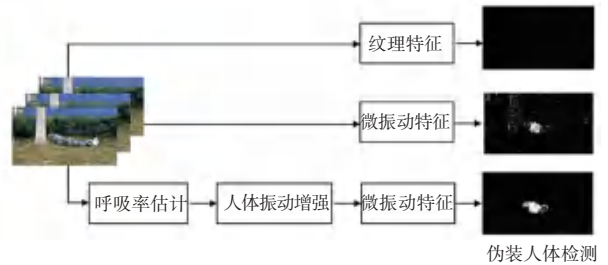 纹理特征
微振动特征
呼吸率估计
人体振动增强
微振动特征
伪装人体检测